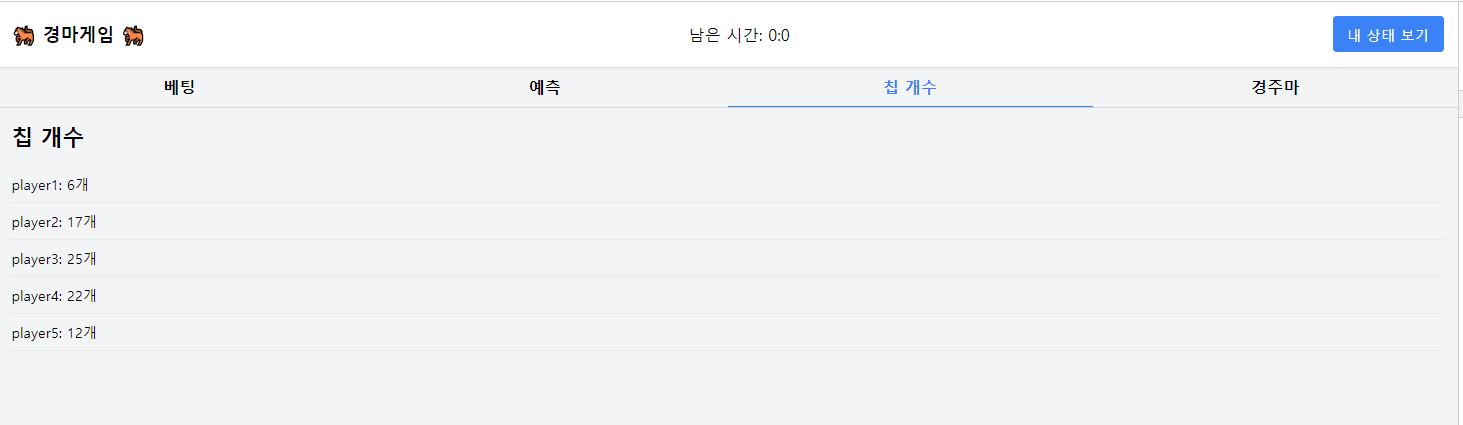 경마게임
남은 시간: 0:0
내 상태 보기
베팅
예측
칩 개수
경주마
칩 개수
player1: 6개
player2: 17개
player3: 25개
player4: 22개
player5: 12개